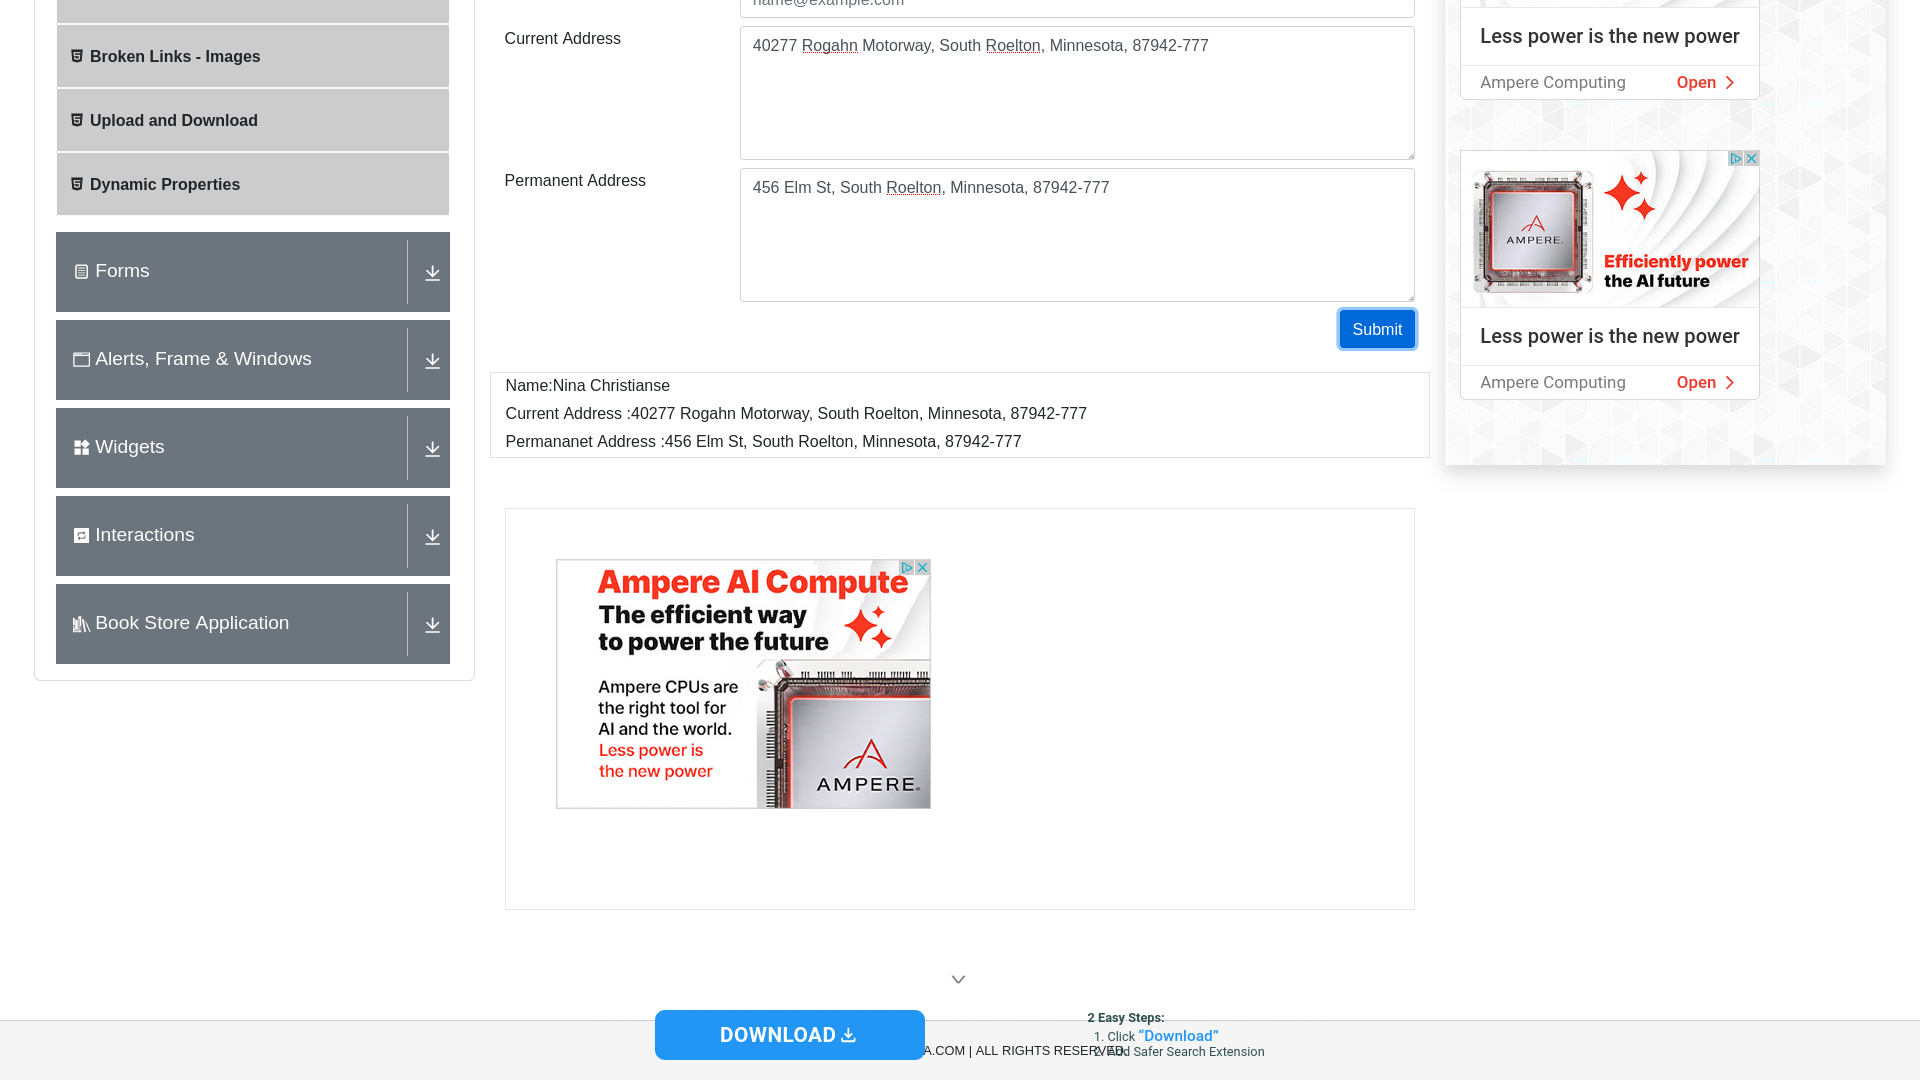 name@example.com
Broken Links - Images
Upload and Download
Dynamic Properties
Forms
Alerts, Frame & Windows
Widgets
Interactions
Book Store Application
Current Address
40277 Rogahn Motorway, South Roelton, Minnesota, 87942-777
Permanent Address
456 Elm St, South Roelton, Minnesota, 87942-777
Submit
Name:Nina Christianse
Current Address :40277 Rogahn Motorway, South Roelton, Minnesota, 87942-777
Permananet Address :456 Elm St, South Roelton, Minnesota, 87942-777
Ampere AI Compute
The efficient way
to power the future
Ampere CPUs are
the right tool for
AI and the world.
Less power is
the new power
AMPERE
Less power is the new power
Ampere Computing Open
AMPERE
Efficiently power
the AI future
Less power is the new power
Ampere Computing Open
DOWNLOAD
2 Easy Steps:
1. Click “Download”
2. Add Safer Search Extension
A.COM | ALL RIGHTS RESERVED.